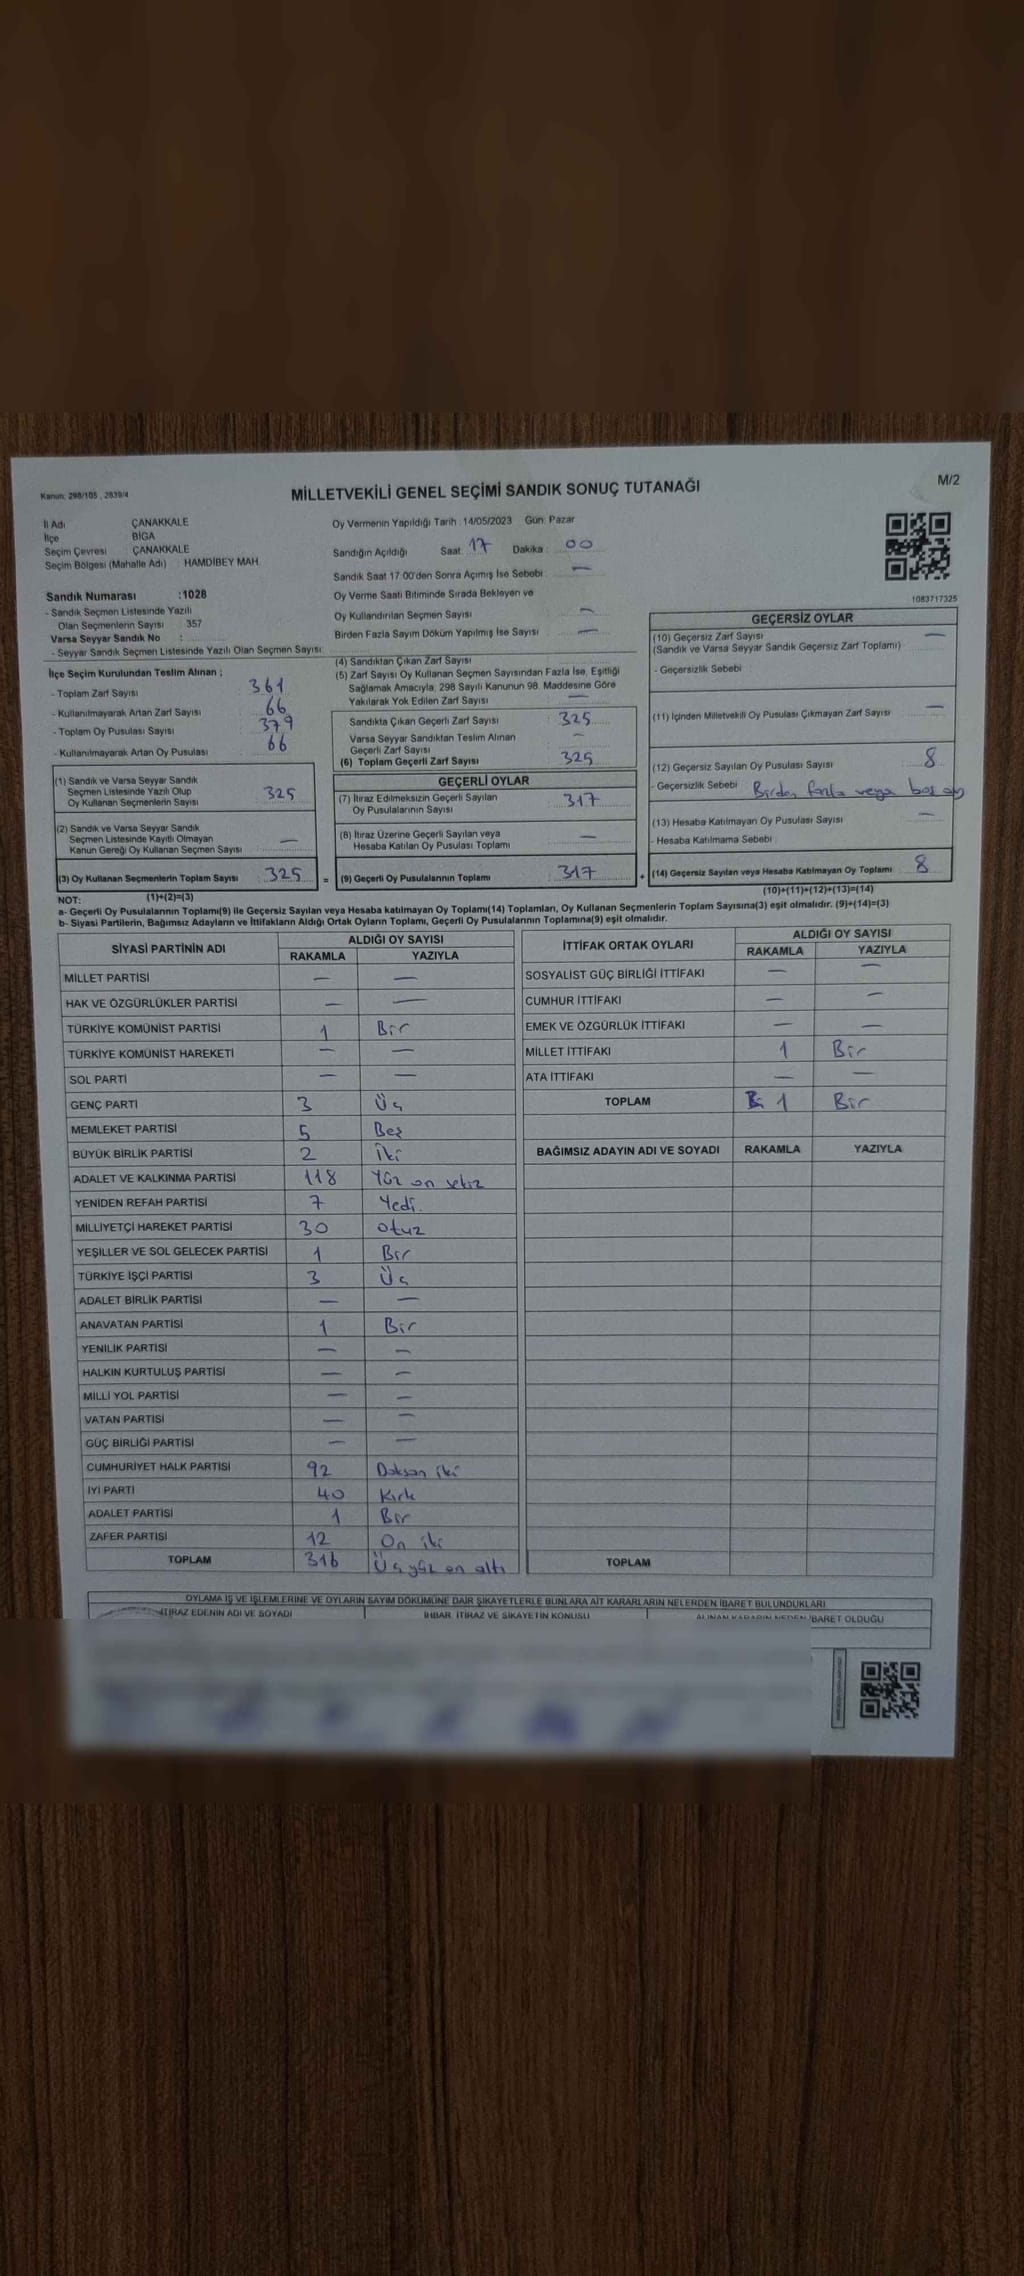 Kanun: 298/105 , 2839/4
MİLLETVEKİLİ GENEL SEÇİMİ SANDIK SONUÇ TUTANAĞI
M/2
İl Adı ÇANAKKALE
İlçe BİGA
Seçim Çevresi : ÇANAKKALE
Seçim Bölgesi (Mahalle Adı) : HAMDİBEY MAH
Sandık Numarası :1028
- Sandık Seçmen Listesinde Yazılı
Olan Seçmenlerin Sayısı 357
Varsa Seyyar Sandık No :
- Seyyar Sandık Seçmen Listesinde Yazılı Olan Seçmen Sayısı:
Oy Vermenin Yapıldığı Tarih : 14/05/2023 Gün: Pazar
Sandığın Açıldığı Saat: 17 Dakika : 00
Sandık Saat 17:00'den Sonra Açımış İse Sebebi : —
Oy Verme Saati Bitiminde Sırada Bekleyen ve
Oy Kullandırılan Seçmen Sayısı : —
Birden Fazla Sayım Döküm Yapılmış İse Sayısı : —
1083717325
İlçe Seçim Kurulundan Teslim Alınan ;
- Toplam Zarf Sayısı : 361
- Kullanılmayarak Artan Zarf Sayısı : 66
- Toplam Oy Pusulası Sayısı : 379
- Kullanılmayarak Artan Oy Pusulası : 66
(1) Sandık ve Varsa Seyyar Sandık
Seçmen Listesinde Yazılı Olup
Oy Kullanan Seçmenlerin Sayısı : 325
(2) Sandık ve Varsa Seyyar Sandık
Seçmen Listesinde Kayıtlı Olmayan
Kanun Gereği Oy Kullanan Seçmen Sayısı : —
(3) Oy Kullanan Seçmenlerin Toplam Sayısı : 325
(1)+(2)=(3)
(4) Sandıktan Çıkan Zarf Sayısı
(5) Zarf Sayısı Oy Kullanan Seçmen Sayısından Fazla İse, Eşitliği
Sağlamak Amacıyla, 298 Sayılı Kanunun 98. Maddesine Göre
Yakılarak Yok Edilen Zarf Sayısı : —
Sandıkta Çıkan Geçerli Zarf Sayısı : 325
Varsa Seyyar Sandıktan Teslim Alınan
Geçerli Zarf Sayısı : —
(6) Toplam Geçerli Zarf Sayısı : 325
GEÇERLİ OYLAR
(7) İtiraz Edilmeksizin Geçerli Sayılan
Oy Pusulalarının Sayısı : 317
(8) İtiraz Üzerine Geçerli Sayılan veya
Hesaba Katılan Oy Pusulası Toplamı : —
= (9) Geçerli Oy Pusulalarının Toplamı : 317
GEÇERSİZ OYLAR
(10) Geçersiz Zarf Sayısı —
(Sandık ve Varsa Seyyar Sandık Geçersiz Zarf Toplamı)
- Geçersizlik Sebebi :
(11) İçinden Milletvekili Oy Pusulası Çıkmayan Zarf Sayısı : —
(12) Geçersiz Sayılan Oy Pusulası Sayısı : 8
- Geçersizlik Sebebi : Birden fazla veya boş oy
(13) Hesaba Katılmayan Oy Pusulası Sayısı : —
- Hesaba Katılmama Sebebi :
+ (14) Geçersiz Sayılan veya Hesaba Katılmayan Oy Toplamı : 8
(10)+(11)+(12)+(13)=(14)
NOT:
a- Geçerli Oy Pusulalarının Toplamı(9) ile Geçersiz Sayılan veya Hesaba katılmayan Oy Toplamı(14) Toplamları, Oy Kullanan Seçmenlerin Toplam Sayısına(3) eşit olmalıdır. (9)+(14)=(3)
b- Siyasi Partilerin, Bağımsız Adayların ve İttifakların Aldığı Ortak Oyların Toplamı, Geçerli Oy Pusulalarının Toplamına(9) eşit olmalıdır.
SİYASİ PARTİNİN ADI ALDIĞI OY SAYISI
RAKAMLA YAZIYLA
MİLLET PARTİSİ — —
HAK VE ÖZGÜRLÜKLER PARTİSİ — —
TÜRKİYE KOMÜNİST PARTİSİ 1 Bir
TÜRKİYE KOMÜNİST HAREKETİ — —
SOL PARTİ — —
GENÇ PARTİ 3 Üç
MEMLEKET PARTİSİ 5 Beş
BÜYÜK BİRLİK PARTİSİ 2 İki
ADALET VE KALKINMA PARTİSİ 118 Yüz on sekiz
YENİDEN REFAH PARTİSİ 7 Yedi.
MİLLİYETÇİ HAREKET PARTİSİ 30 otuz
YEŞİLLER VE SOL GELECEK PARTİSİ 1 Bir
TÜRKİYE İŞÇİ PARTİSİ 3 Üç
ADALET BİRLİK PARTİSİ — —
ANAVATAN PARTİSİ 1 Bir
YENİLİK PARTİSİ — —
HALKIN KURTULUŞ PARTİSİ — —
MİLLİ YOL PARTİSİ — —
VATAN PARTİSİ — —
GÜÇ BİRLİĞİ PARTİSİ — —
CUMHURİYET HALK PARTİSİ 92 Doksan iki
İYİ PARTİ 40 Kırk
ADALET PARTİSİ 1 Bir
ZAFER PARTİSİ 12 On iki
TOPLAM 316 Üç yüz on altı
İTTİFAK ORTAK OYLARI ALDIĞI OY SAYISI
RAKAMLA YAZIYLA
SOSYALİST GÜÇ BİRLİĞİ İTTİFAKI — —
CUMHUR İTTİFAKI — —
EMEK VE ÖZGÜRLÜK İTTİFAKI — —
MİLLET İTTİFAKI 1 Bir
ATA İTTİFAKI — —
TOPLAM 1 Bir
BAĞIMSIZ ADAYIN ADI VE SOYADI RAKAMLA YAZIYLA
TOPLAM
OYLAMA İŞ VE İŞLEMLERİNE VE OYLARIN SAYIM DÖKÜMÜNE DAİR ŞİKAYETLERLE BUNLARA AİT KARARLARIN NELERDEN İBARET BULUNDUKLARI
İTİRAZ EDENİN ADI VE SOYADI İHBAR, İTİRAZ VE ŞİKAYETİN KONUSU ALINAN KARARIN NEDEN İBARET OLDUĞU